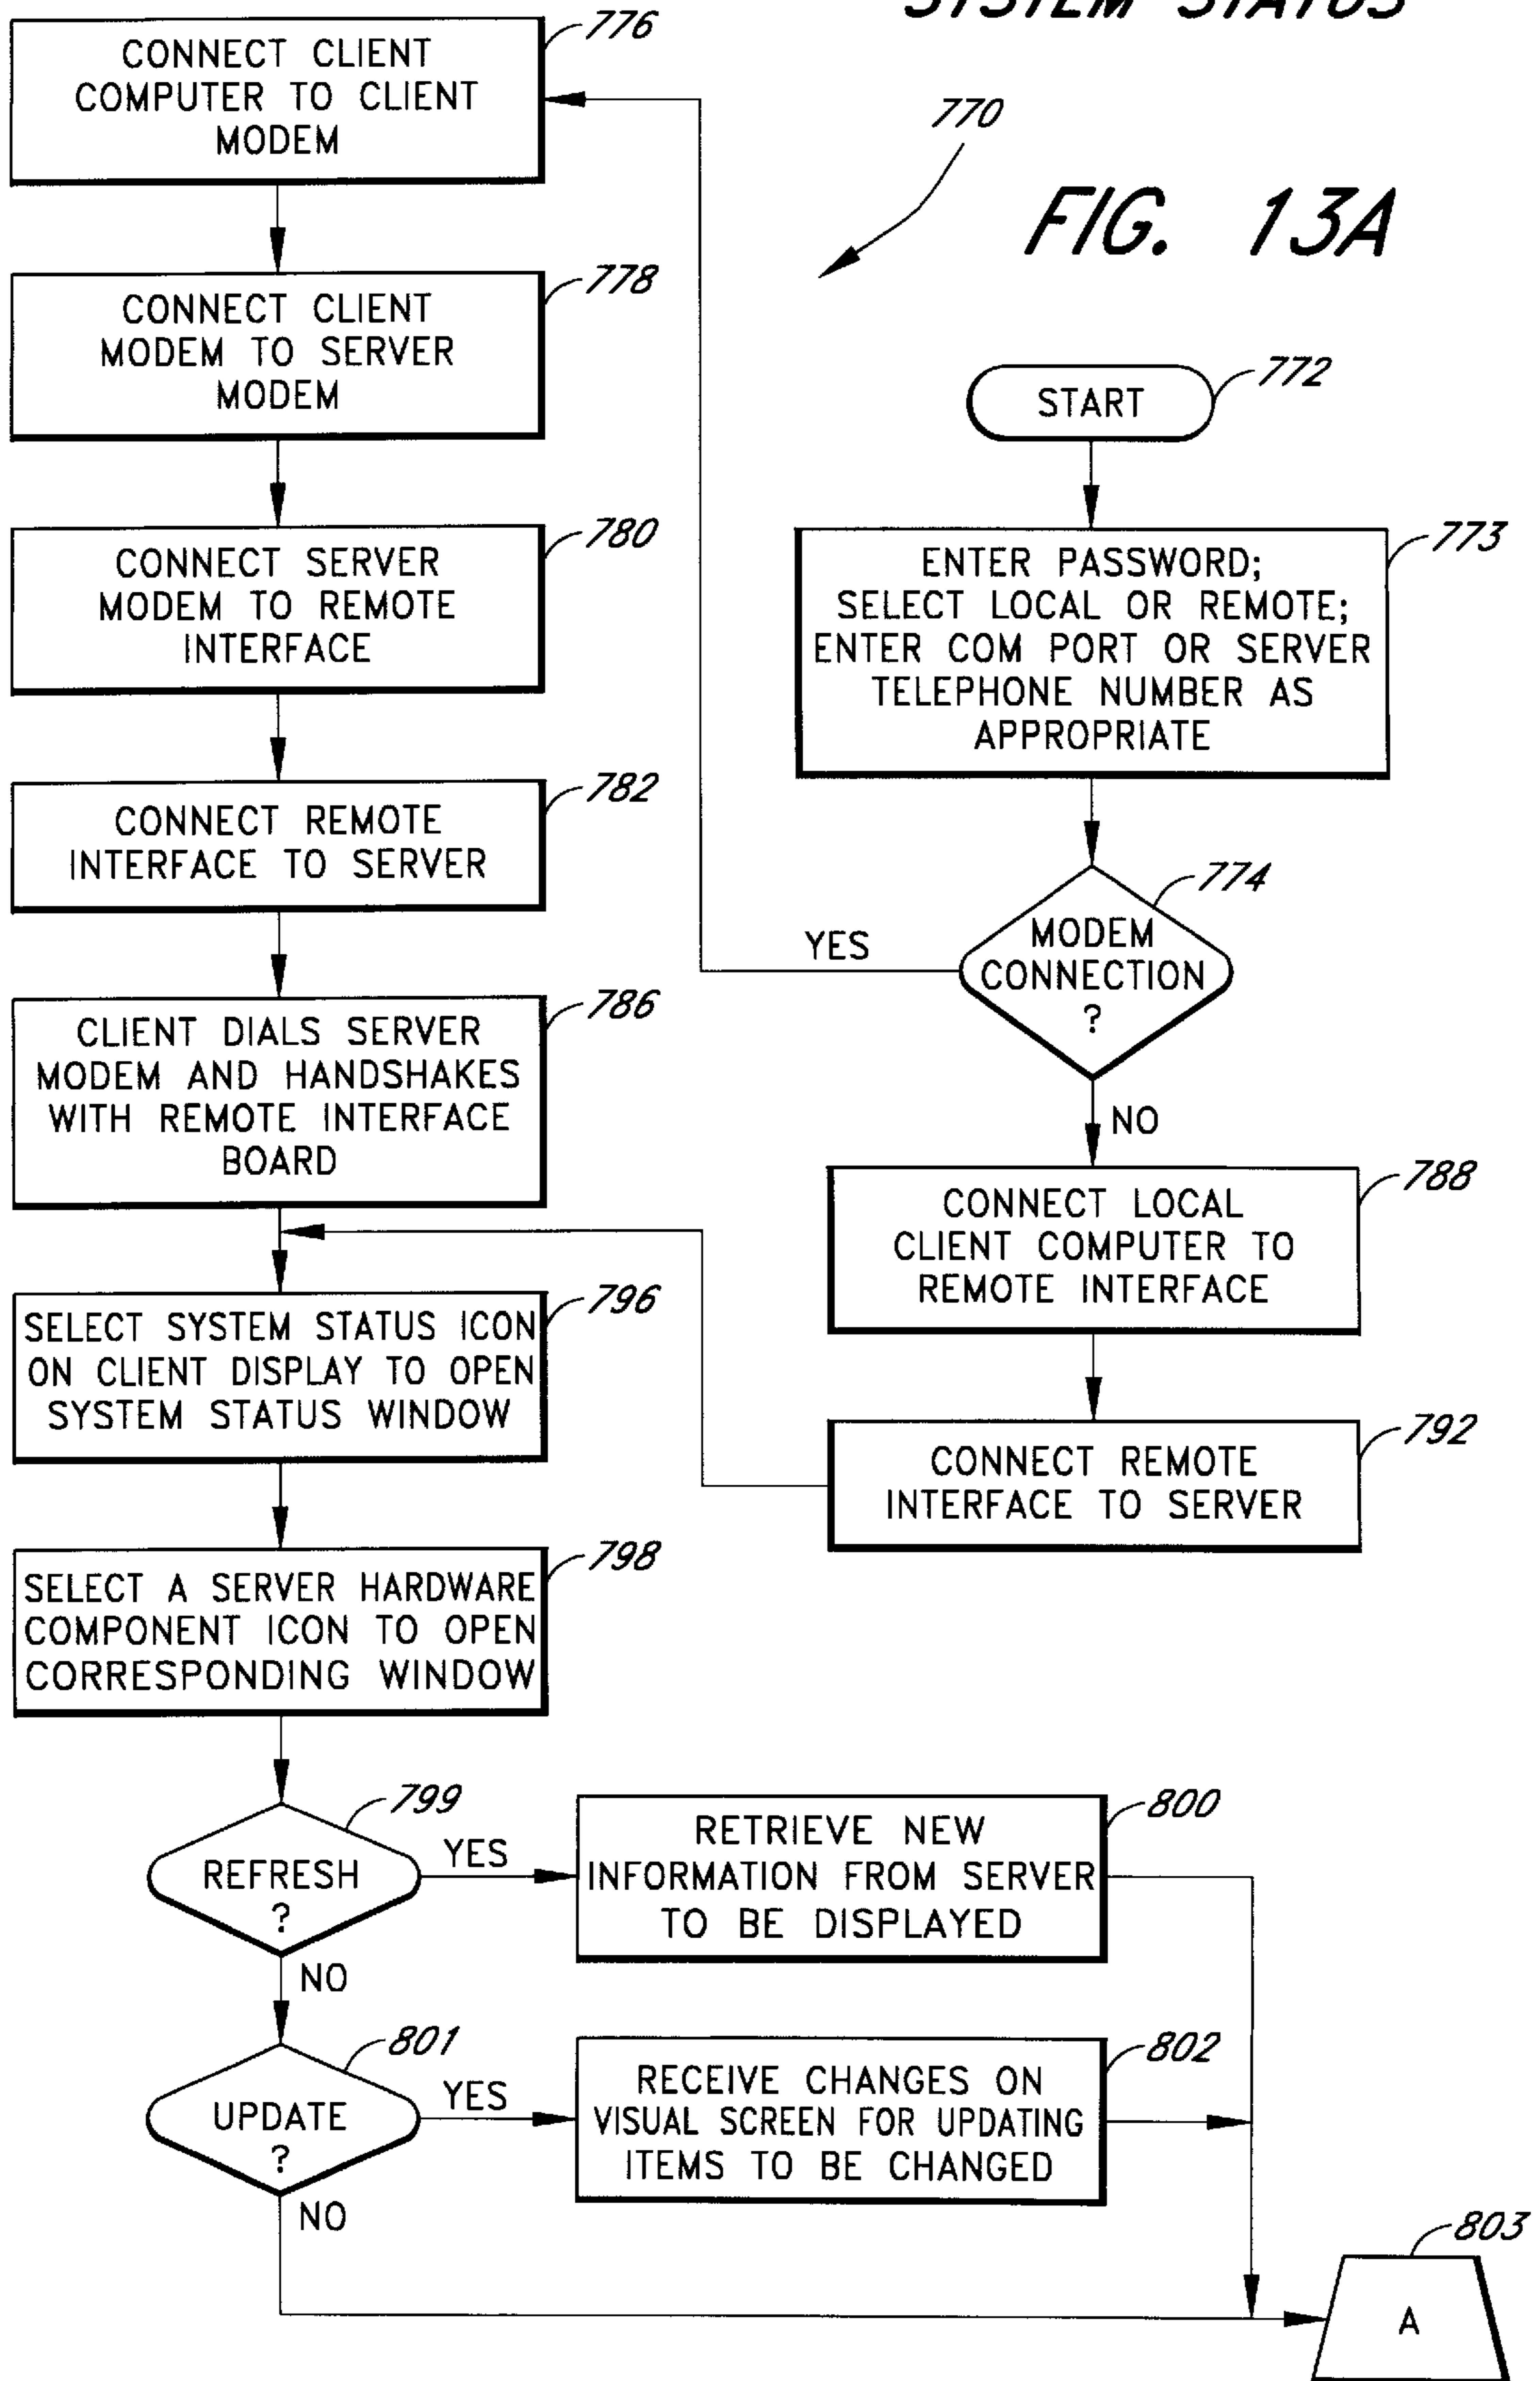 SYSTEM STATUS
770
FIG. 13A
776
CONNECT CLIENT
COMPUTER TO CLIENT
MODEM
778
CONNECT CLIENT
MODEM TO SERVER
MODEM
780
CONNECT SERVER
MODEM TO REMOTE
INTERFACE
782
CONNECT REMOTE
INTERFACE TO SERVER
786
CLIENT DIALS SERVER
MODEM AND HANDSHAKES
WITH REMOTE INTERFACE
BOARD
772
START
773
ENTER PASSWORD;
SELECT LOCAL OR REMOTE;
ENTER COM PORT OR SERVER
TELEPHONE NUMBER AS
APPROPRIATE
774
MODEM
CONNECTION
?
YES
NO
788
CONNECT LOCAL
CLIENT COMPUTER TO
REMOTE INTERFACE
792
CONNECT REMOTE
INTERFACE TO SERVER
796
SELECT SYSTEM STATUS ICON
ON CLIENT DISPLAY TO OPEN
SYSTEM STATUS WINDOW
798
SELECT A SERVER HARDWARE
COMPONENT ICON TO OPEN
CORRESPONDING WINDOW
799
REFRESH
?
YES
NO
800
RETRIEVE NEW
INFORMATION FROM SERVER
TO BE DISPLAYED
801
UPDATE
?
YES
NO
802
RECEIVE CHANGES ON
VISUAL SCREEN FOR UPDATING
ITEMS TO BE CHANGED
803
A